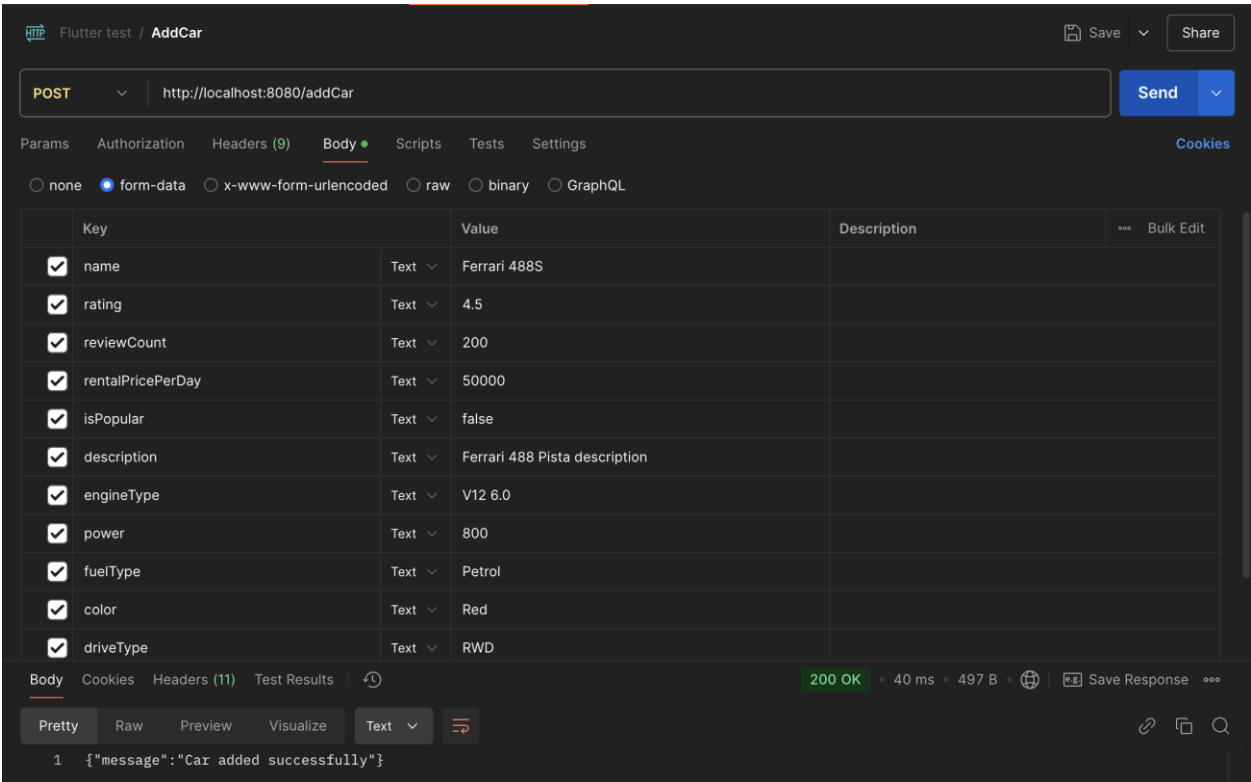 HTTP Flutter test / AddCar Save Share
POST http://localhost:8080/addCar Send
Params Authorization Headers (9) Body Scripts Tests Settings Cookies
none form-data x-www-form-urlencoded raw binary GraphQL
Key Value Description Bulk Edit
name Text Ferrari 488S
rating Text 4.5
reviewCount Text 200
rentalPricePerDay Text 50000
isPopular Text false
description Text Ferrari 488 Pista description
engineType Text V12 6.0
power Text 800
fuelType Text Petrol
color Text Red
driveType Text RWD
Body Cookies Headers (11) Test Results 200 OK 40 ms 497 B e.g. Save Response
Pretty Raw Preview Visualize Text
1 {"message":"Car added successfully"}